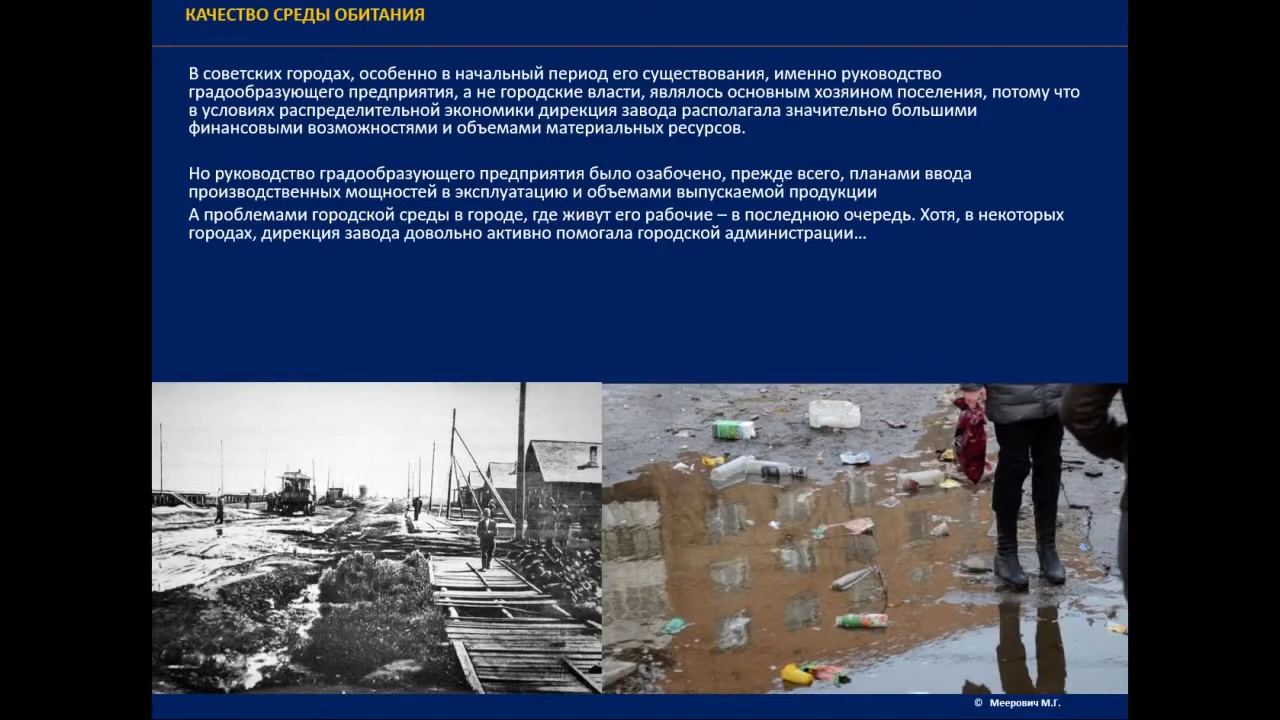 КАЧЕСТВО СРЕДЫ ОБИТАНИЯ
В советских городах, особенно в начальный период его существования, именно руководство
градообразующего предприятия, а не городские власти, являлось основным хозяином поселения, потому что
в условиях распределительной экономики дирекция завода располагала значительно большими
финансовыми возможностями и объемами материальных ресурсов.
Но руководство градообразующего предприятия было озабочено, прежде всего, планами ввода
производственных мощностей в эксплуатацию и объемами выпускаемой продукции
А проблемами городской среды в городе, где живут его рабочие – в последнюю очередь. Хотя, в некоторых
городах, дирекция завода довольно активно помогала городской администрации…
© Меерович М.Г.